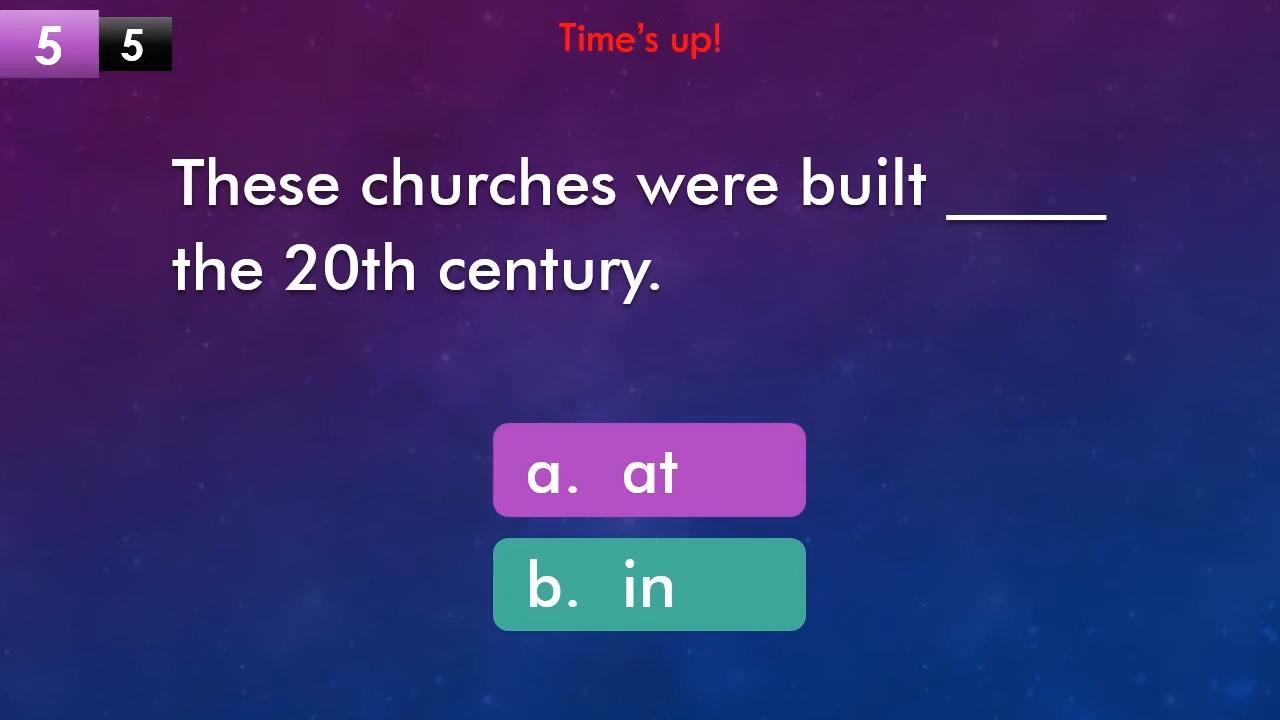 5
5
Time's up!
These churches were built _____
the 20th century.
a. at
b. in